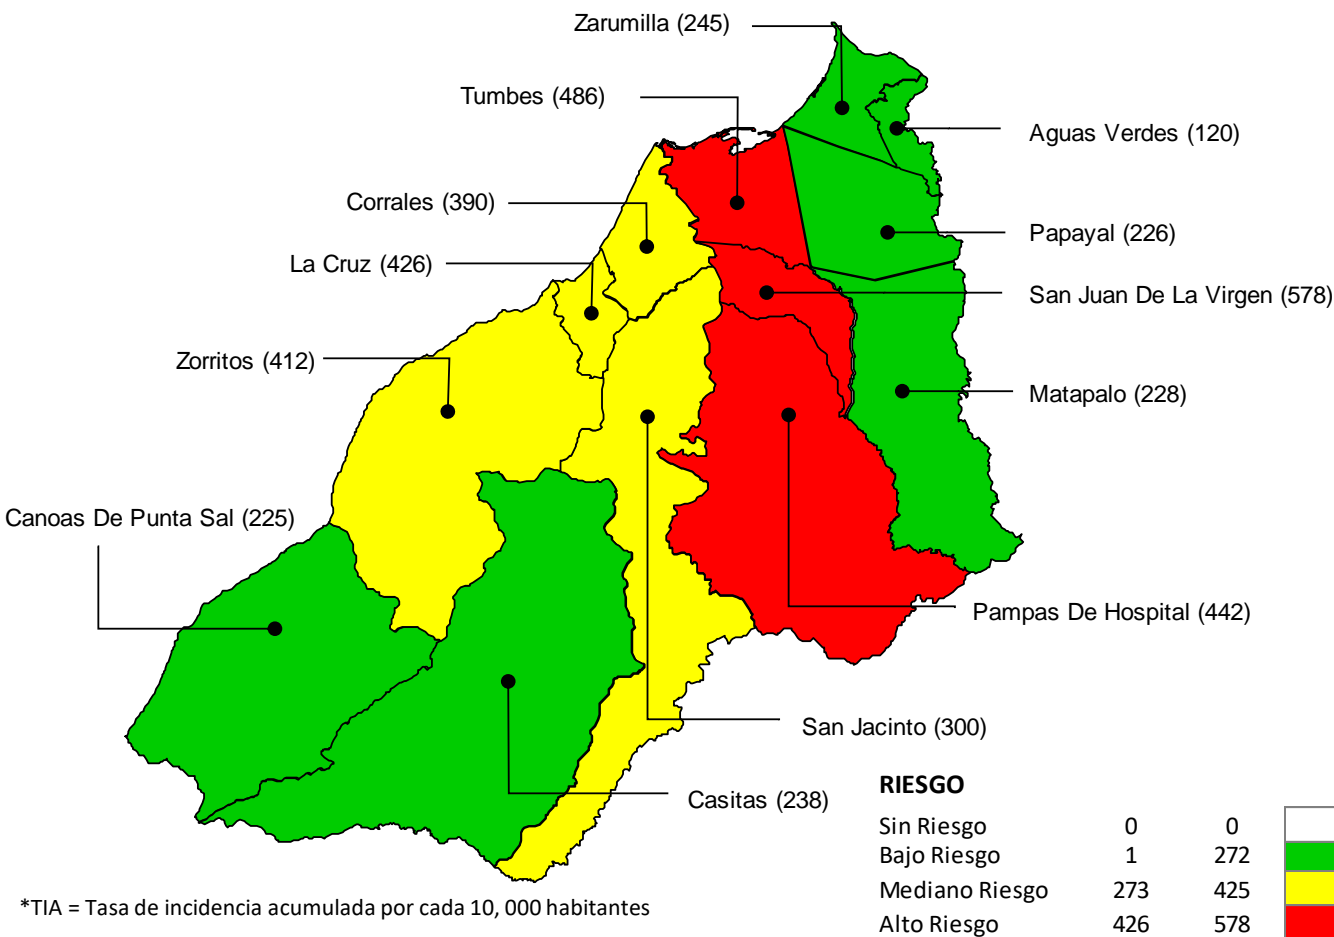 Zarumilla (245)
Tumbes (486)
Aguas Verdes (120)
Corrales (390)
Papayal (226)
La Cruz (426)
San Juan De La Virgen (578)
Zorritos (412)
Matapalo (228)
Canoas De Punta Sal (225)
Pampas De Hospital (442)
San Jacinto (300)
Casitas (238)
RIESGO
Sin Riesgo 0 0
Bajo Riesgo 1 272
Mediano Riesgo 273 425
Alto Riesgo 426 578
*TIA = Tasa de incidencia acumulada por cada 10, 000 habitantes